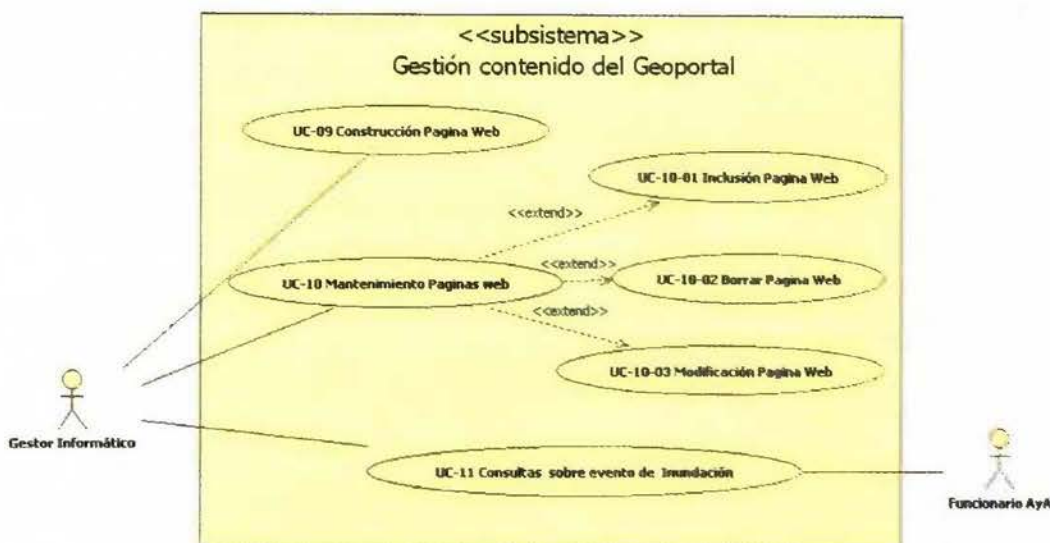 <<subsistema>>
Gestión contenido del Geoportal
UC-09 Construcción Pagina Web
UC-10-01 Inclusión Pagina Web
<<extend>>
<<extend>>
UC-10 Mantenimiento Paginas web
UC-10-02 Borrar Pagina Web
<<extend>>
UC-10-03 Modificación Pagina Web
Gestor Informático
UC-11 Consultas sobre evento de Inundación
Funcionario AyA